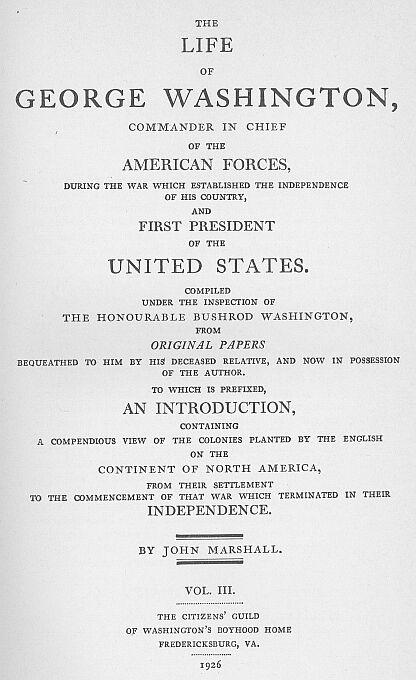 THE
LIFE
OF
GEORGE WASHINGTON,
COMMANDER IN CHIEF
OF THE
AMERICAN FORCES,
DURING THE WAR WHICH ESTABLISHED THE INDEPENDENCE
OF HIS COUNTRY,
AND
FIRST PRESIDENT
OF THE
UNITED STATES.
COMPILED
UNDER THE INSPECTION OF
THE HONOURABLE BUSHROD WASHINGTON,
FROM
ORIGINAL PAPERS
BEQUEATHED TO HIM BY HIS DECEASED RELATIVE, AND NOW IN POSSESSION
OF THE AUTHOR.
TO WHICH IS PREFIXED,
AN INTRODUCTION,
CONTAINING
A COMPENDIOUS VIEW OF THE COLONIES PLANTED BY THE ENGLISH
ON THE
CONTINENT OF NORTH AMERICA,
FROM THEIR SETTLEMENT
TO THE COMMENCEMENT OF THAT WAR WHICH TERMINATED IN THEIR
INDEPENDENCE.
BY JOHN MARSHALL.
VOL. III.
THE CITIZENS' GUILD
OF WASHINGTON'S BOYHOOD HOME
FREDERICKSBURG, VA.
1926